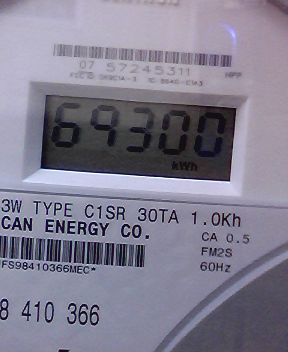 07 57245311 NPP
69300
kWh
3W TYPE C1SR 30TA 1.0Kh
CAN ENERGY CO.
CA 0.5
FM2S
60Hz
FS98410366MEC*
8 410 366